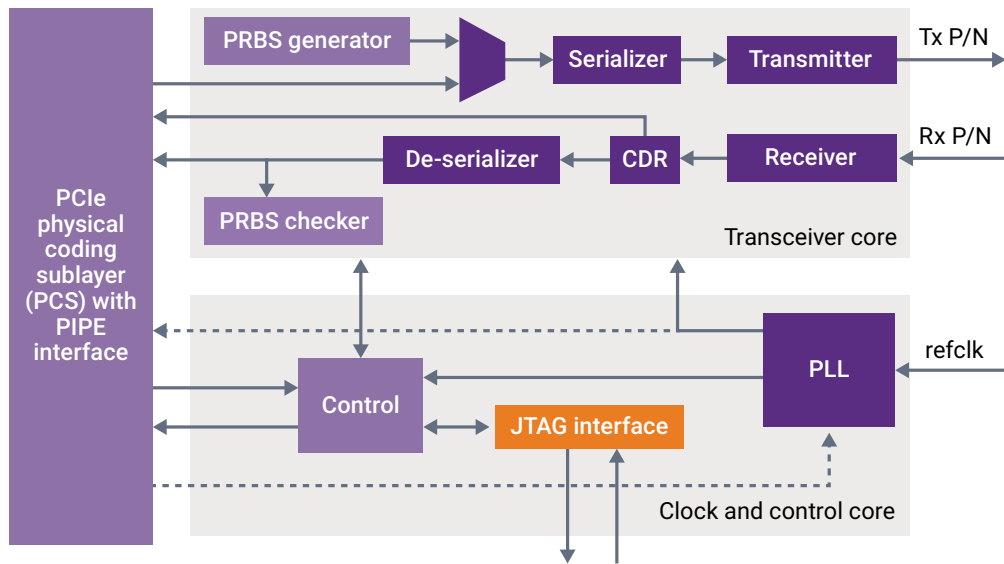 PRBS generator
Serializer
Transmitter
Tx P/N
De-serializer
CDR
Receiver
Rx P/N
PRBS checker
Transceiver core
PCIe
physical
coding
sublayer
(PCS) with
PIPE
interface
Control
JTAG interface
PLL
refclk
Clock and control core